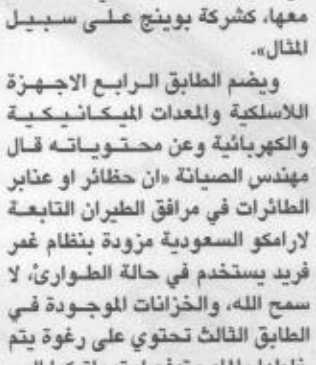 معها، كشركة بوينج على سبيل
المثال».
ويضم الطابق الرابع الاجهزة
اللاسلكية والمعدات الميكانيكية
والكهربائية وعن محتوياته قال
مهندس الصيانة «ان حظائر او عنابر
الطائرات في مرافق الطيران التابعة
لارامكو السعودية مزودة بنظام غمر
فريد يستخدم في حالة الطوارئ، لا
سمح الله، والخزانات الموجودة في
الطابق الثالث تحتوي على رغوة يتم